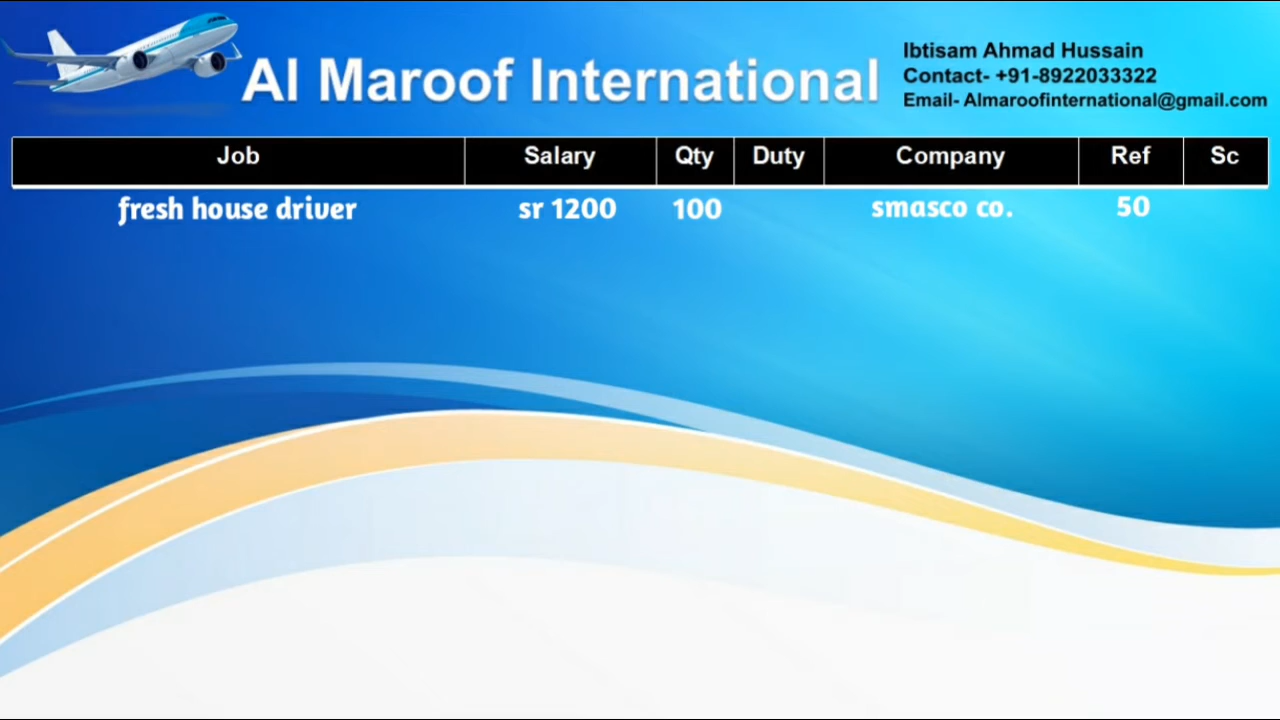 Al Maroof International
Ibtisam Ahmad Hussain
Contact- +91-8922033322
Email- Almaroofinternational@gmail.com
Job Salary Qty Duty Company Ref Sc
fresh house driver sr 1200 100 smasco co. 50